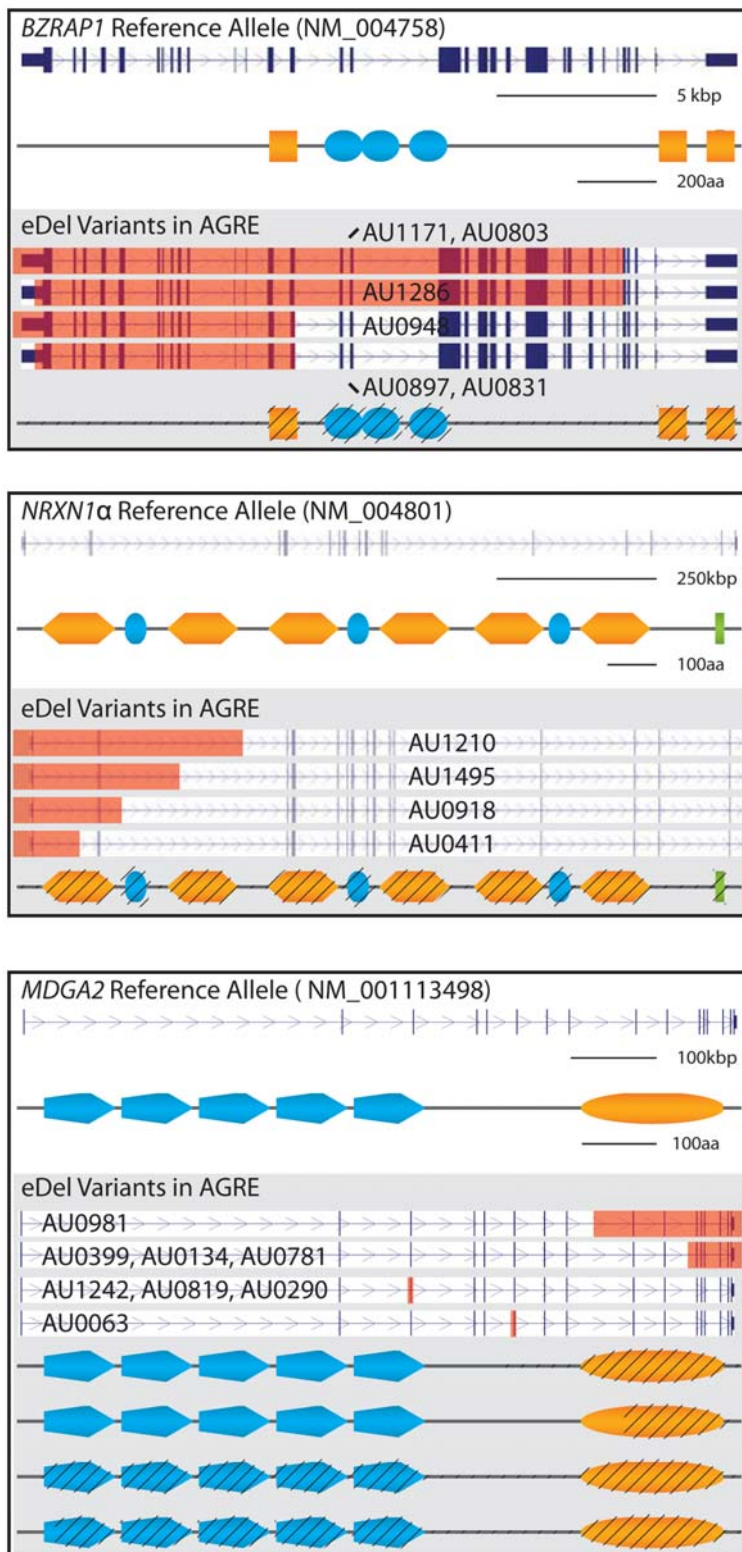 BZRAP1 Reference Allele (NM_004758)
5 kbp
200aa
eDel Variants in AGRE
AU1171, AU0803
AU1286
AU0948
AU0897, AU0831
NRXN1α Reference Allele (NM_004801)
250kbp
100aa
eDel Variants in AGRE
AU1210
AU1495
AU0918
AU0411
MDGA2 Reference Allele ( NM_001113498)
100kbp
100aa
eDel Variants in AGRE
AU0981
AU0399, AU0134, AU0781
AU1242, AU0819, AU0290
AU0063